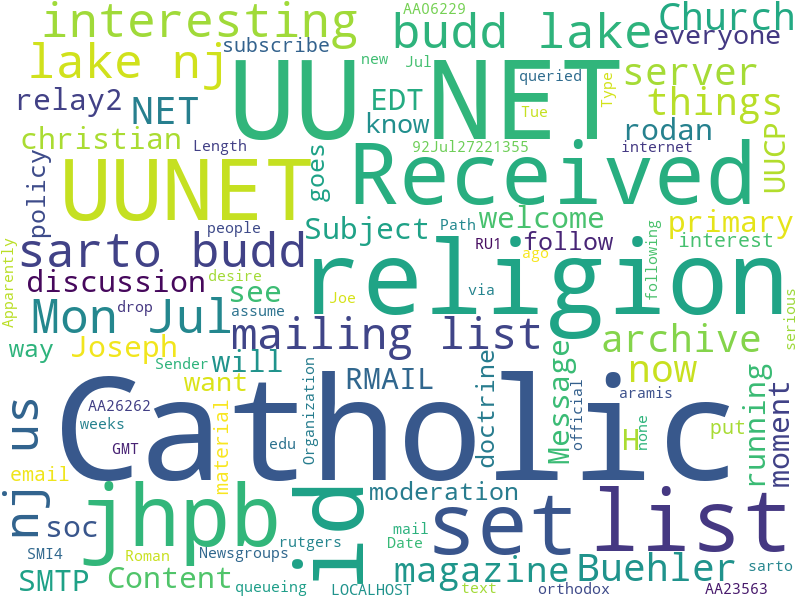 AA06229
interesting
budd lake
Church
everyone
subscribe
lake nj
UU NET
new
Jul
queried
Type
server
relay2
NET
EDT
know
Tue
things
rodan
christian
Length
goes
92Jul27221355
internet
UUCP
policy
UUNET
Received
people
Subject
Path
welcome
primary
sarto budd
RU1
follow
interest
Apparently
discussion
desire
see
ago
religion
following
drop
assume
Joe
via
Mon Jul
mailing list
archive
serious
way
Joseph
Sender
will
want
RMAIL
now
Catholic
us
AA26262
weeks
GMT
material
Organization
edu
doctrine
Message
official
aramis
H
none
put
running
moment
email
nj
soc
jhpb
id
moderation
set
list
mail
Date
SMI4
Roman
Newsgroups
rutgers
SMTP
Content
queueing
LOCALHOST
magazine
text
Buehler
orthodox
sarto
AA23563